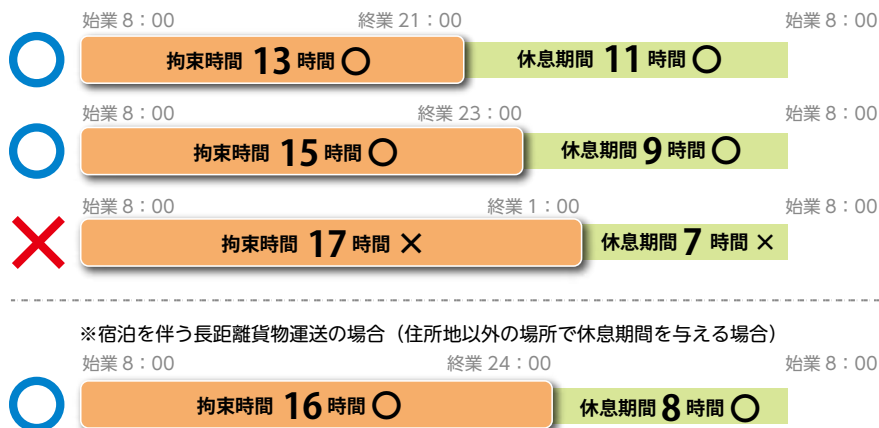 始業 8：00 終業 21：00 始業 8：00
拘束時間 13 時間 ○ 休息期間 11 時間 ○
始業 8：00 終業 23：00 始業 8：00
拘束時間 15 時間 ○ 休息期間 9 時間 ○
始業 8：00 終業 1：00 始業 8：00
拘束時間 17 時間 × 休息期間 7 時間 ×
※宿泊を伴う長距離貨物運送の場合（住所地以外の場所で休息期間を与える場合）
始業 8：00 終業 24：00 始業 8：00
拘束時間 16 時間 ○ 休息期間 8 時間 ○